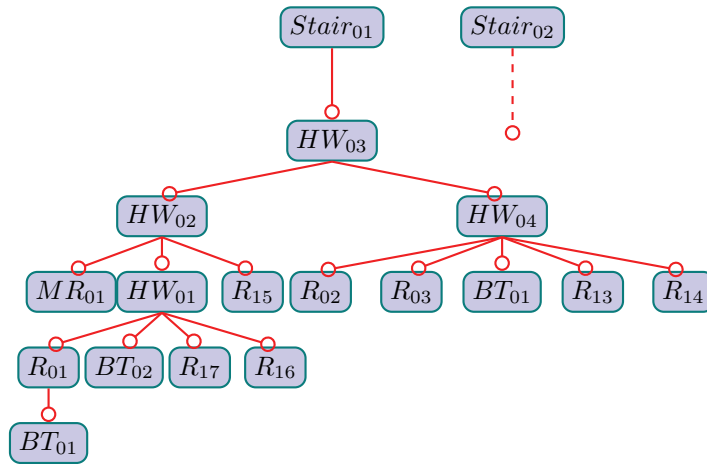 Stair₀₁ Stair₀₂
HW₀₃
HW₀₂ HW₀₄
MR₀₁ HW₀₁ R₁₅ R₀₂ R₀₃ BT₀₁ R₁₃ R₁₄
R₀₁ BT₀₂ R₁₇ R₁₆
BT₀₁